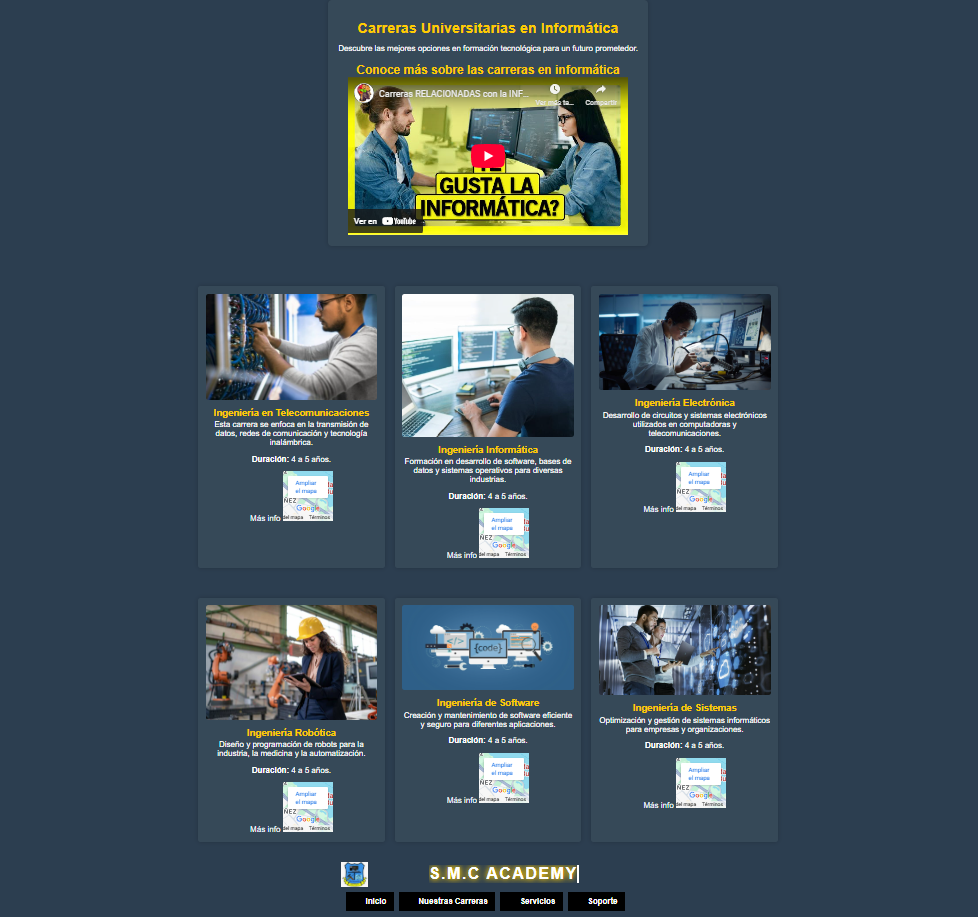 Carreras Universitarias en Informática
Descubre las mejores opciones en formación tecnológica para un futuro prometedor.
Conoce más sobre las carreras en informática
Carreras RELACIONADAS con la INF...
Ver más ta...
Compartir
GUSTA LA
INFORMÁTICA?
Ver en YouTube
Ingeniería en Telecomunicaciones
Esta carrera se enfoca en la transmisión de
datos, redes de comunicación y tecnología
inalámbrica.
Duración: 4 a 5 años.
Ampliar
el mapa
ÑEZ
Google
del mapa Términos
Más info
Ingeniería Informática
Formación en desarrollo de software, bases de
datos y sistemas operativos para diversas
industrias.
Duración: 4 a 5 años.
Ampliar
el mapa
ÑEZ
Google
del mapa Términos
Más info
Ingeniería Electrónica
Desarrollo de circuitos y sistemas electrónicos
utilizados en computadoras y
telecomunicaciones.
Duración: 4 a 5 años.
Ampliar
el mapa
ÑEZ
Google
del mapa Términos
Más info
Ingeniería Robótica
Diseño y programación de robots para la
industria, la medicina y la automatización.
Duración: 4 a 5 años.
Ampliar
el mapa
ÑEZ
Google
del mapa Términos
Más info
</>
{code}
Ingeniería de Software
Creación y mantenimiento de software eficiente
y seguro para diferentes aplicaciones.
Duración: 4 a 5 años.
Ampliar
el mapa
ÑEZ
Google
del mapa Términos
Más info
Ingeniería de Sistemas
Optimización y gestión de sistemas informáticos
para empresas y organizaciones.
Duración: 4 a 5 años.
Ampliar
el mapa
ÑEZ
Google
del mapa Términos
Más info
S.M.C ACADEMY
Inicio
Nuestras Carreras
Servicios
Soporte